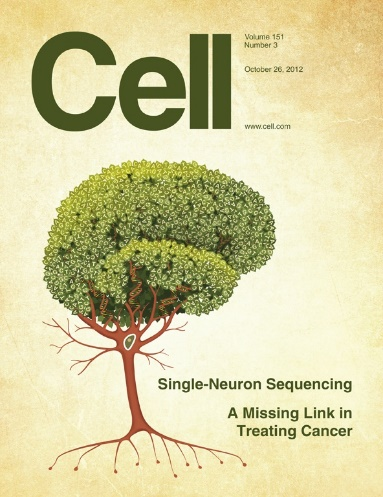 Cell
Volume 151
Number 3
October 26, 2012
www.cell.com
Single-Neuron Sequencing
A Missing Link in
Treating Cancer